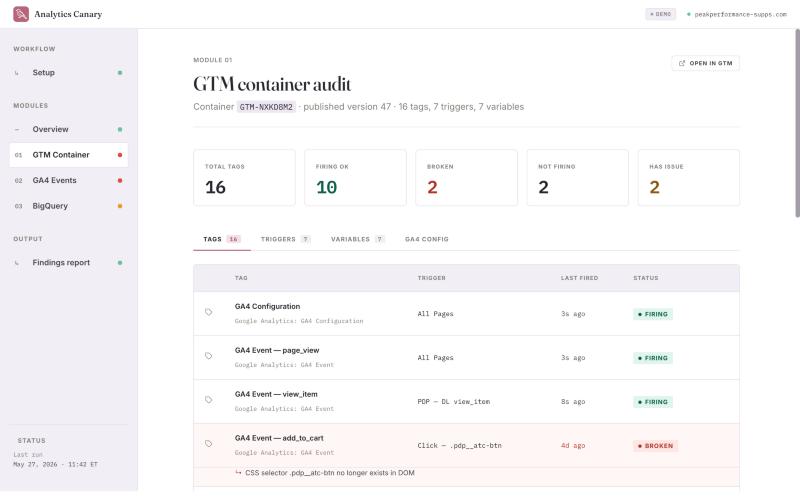 Analytics Canary
DEMO
peakperformance-supps.com
WORKFLOW
Setup
MODULES
Overview
01 GTM Container
02 GA4 Events
03 BigQuery
OUTPUT
Findings report
STATUS
Last run
May 27, 2026 · 11:42 ET
MODULE 01
OPEN IN GTM
GTM container audit
Container GTM-NXKD8M2 · published version 47 · 16 tags, 7 triggers, 7 variables
TOTAL TAGS
16
FIRING OK
10
BROKEN
2
NOT FIRING
2
HAS ISSUE
2
TAGS 16 TRIGGERS 7 VARIABLES 7 GA4 CONFIG
TAG TRIGGER LAST FIRED STATUS
GA4 Configuration
Google Analytics: GA4 Configuration
All Pages 3s ago FIRING
GA4 Event — page_view
Google Analytics: GA4 Event
All Pages 3s ago FIRING
GA4 Event — view_item
Google Analytics: GA4 Event
PDP — DL view_item 8s ago FIRING
GA4 Event — add_to_cart
Google Analytics: GA4 Event
Click — .pdp__atc-btn 4d ago BROKEN
↪ CSS selector .pdp__atc-btn no longer exists in DOM